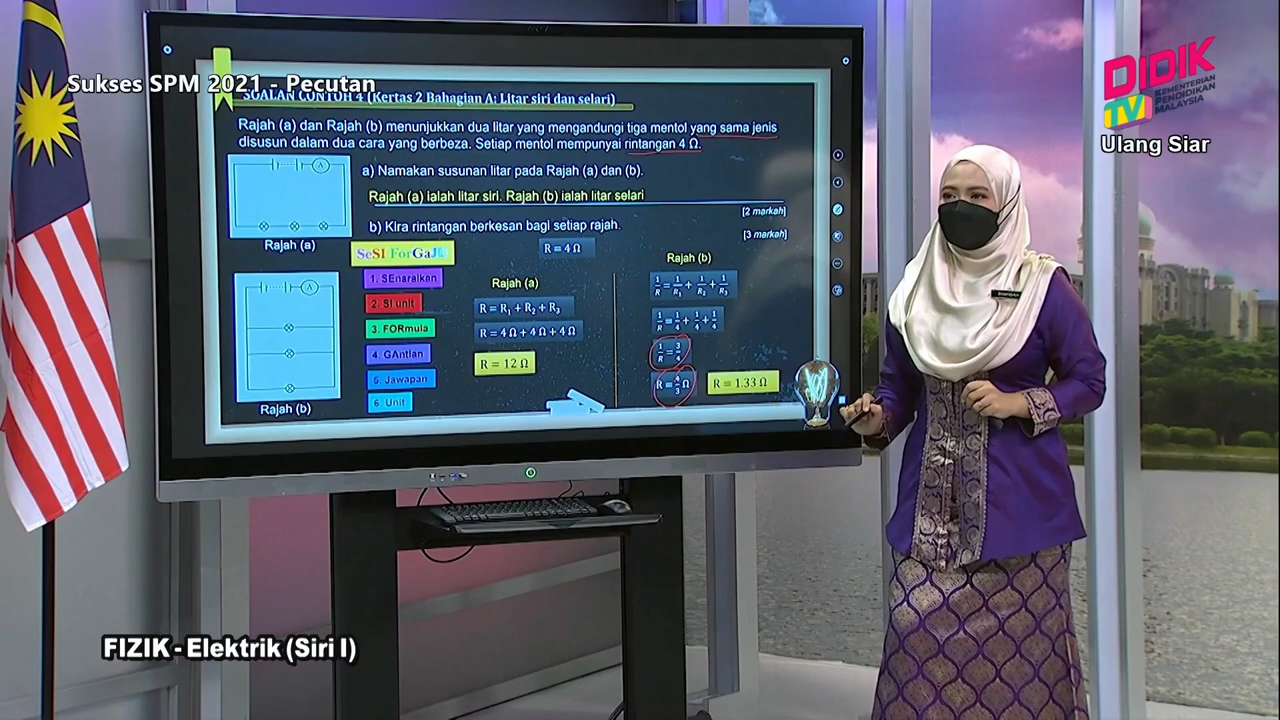 Sukses SPM 2021 - Pecutan
SOALAN CONTOH 4 (Kertas 2 Bahagian A: Litar siri dan selari)
Rajah (a) dan Rajah (b) menunjukkan dua litar yang mengandungi tiga mentol yang sama jenis
disusun dalam dua cara yang berbeza. Setiap mentol mempunyai rintangan 4 Ω.
a) Namakan susunan litar pada Rajah (a) dan (b).
Rajah (a) ialah litar siri. Rajah (b) ialah litar selari
[2 markah]
b) Kira rintangan berkesan bagi setiap rajah.
[3 markah]
A
Rajah (a)
A
Rajah (b)
SeSI ForGaJU
1. SEnaraikan
2. SI unit
3. FORmula
4. GAntian
5. Jawapan
6. Unit
R = 4 Ω
Rajah (a)
R = R₁ + R₂ + R₃
R = 4 Ω + 4 Ω + 4 Ω
R = 12 Ω
Rajah (b)
1/R = 1/R₁ + 1/R₂ + 1/R₃
1/R = 1/4 + 1/4 + 1/4
1/R = 3/4
R = 4/3 Ω
R = 1.33 Ω
DIDIK
TV
KEMENTERIAN
PENDIDIKAN
MALAYSIA
Ulang Siar
FIZIK - Elektrik (Siri I)